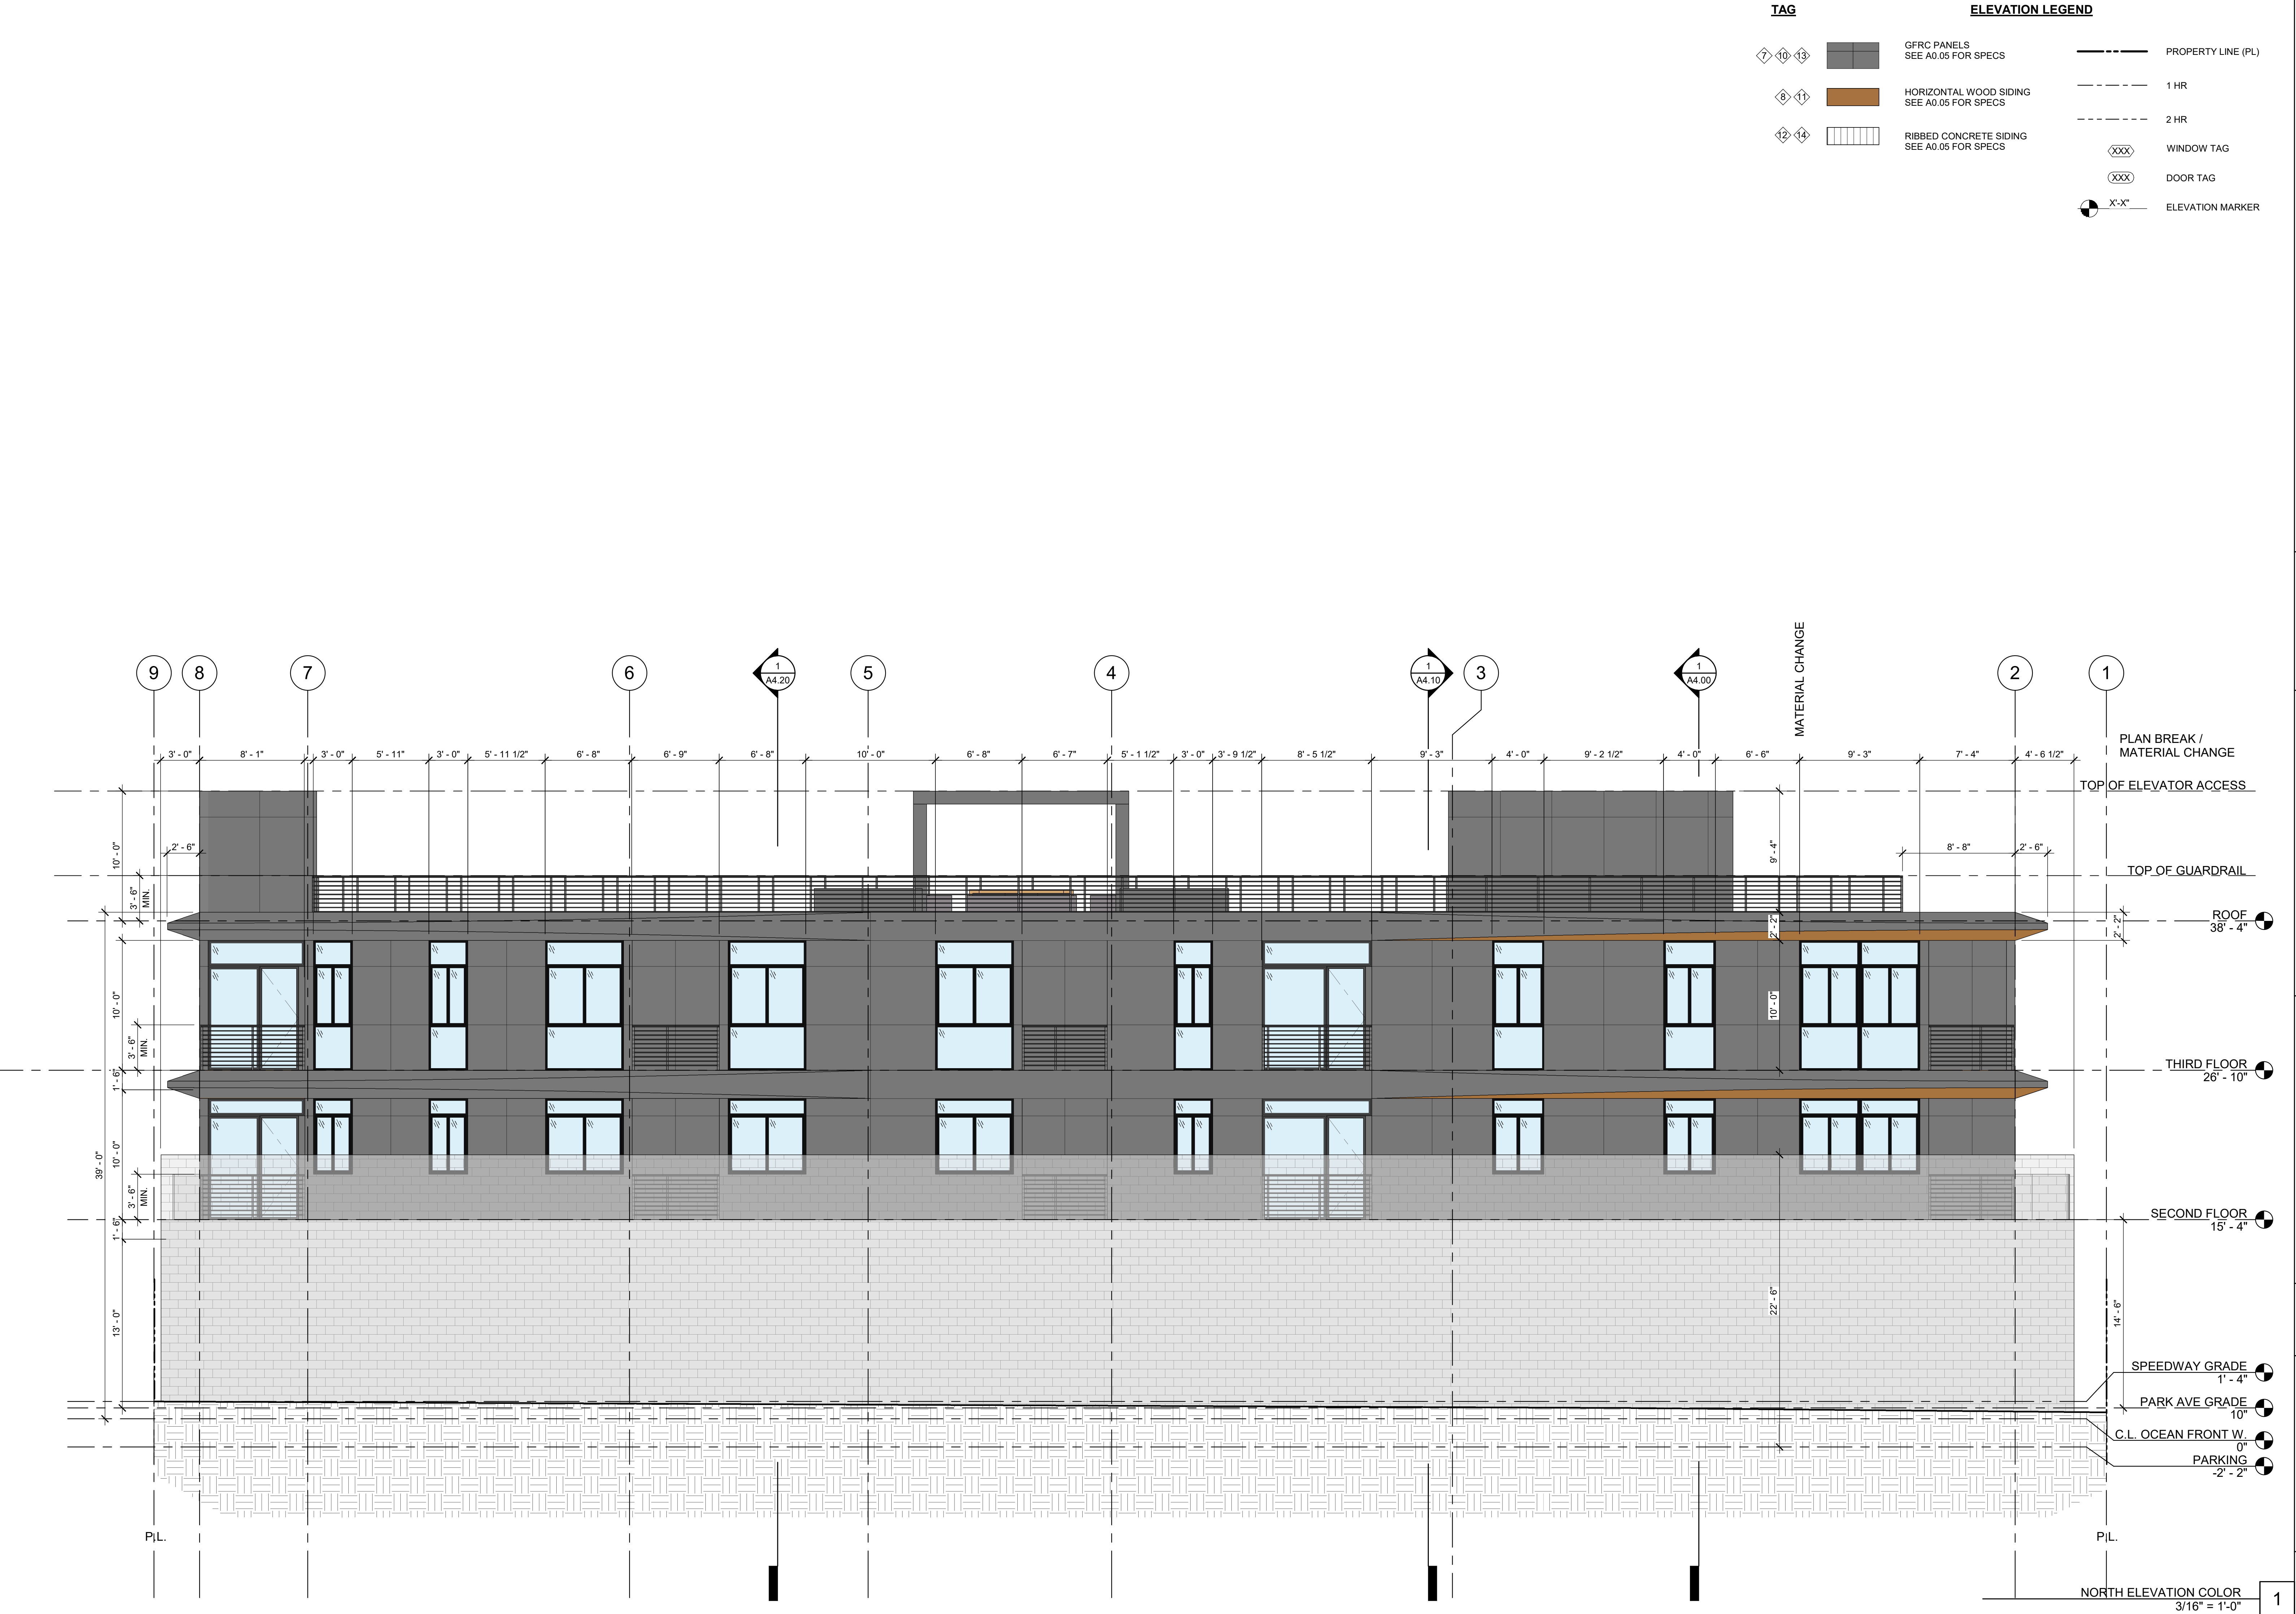 TAG
ELEVATION LEGEND
7 10 13
GFRC PANELS
SEE A0.05 FOR SPECS
PROPERTY LINE (PL)
1 HR
8 11
HORIZONTAL WOOD SIDING
SEE A0.05 FOR SPECS
2 HR
12 14
RIBBED CONCRETE SIDING
SEE A0.05 FOR SPECS
XXX
WINDOW TAG
XXX
DOOR TAG
X'-X"
ELEVATION MARKER
MATERIAL CHANGE
9
8
7
6
1
A4.20
5
4
1
A4.10
3
1
A4.00
2
1
PLAN BREAK /
MATERIAL CHANGE
3' - 0"
8' - 1"
3' - 0"
5' - 11"
3' - 0"
5' - 11 1/2"
6' - 8"
6' - 9"
6' - 8"
10' - 0"
6' - 8"
6' - 7"
5' - 1 1/2"
3' - 0"
3' - 9 1/2"
8' - 5 1/2"
9' - 3"
4' - 0"
9' - 2 1/2"
4' - 0"
6' - 6"
9' - 3"
7' - 4"
4' - 6 1/2"
TOP OF ELEVATOR ACCESS
2' - 6"
10' - 0"
9' - 4"
8' - 8"
2' - 6"
TOP OF GUARDRAIL
3' - 6"
MIN.
ROOF
38' - 4"
2' - 2"
2' - 2"
10' - 0"
10' - 0"
3' - 6"
MIN.
THIRD FLOOR
26' - 10"
1' - 6"
10' - 0"
39' - 0"
3' - 6"
MIN.
SECOND FLOOR
15' - 4"
1' - 6"
13' - 0"
22' - 6"
14' - 6"
SPEEDWAY GRADE
1' - 4"
PARK AVE GRADE
10"
C.L. OCEAN FRONT W.
0"
PARKING
-2' - 2"
P.L.
P.L.
NORTH ELEVATION COLOR
3/16" = 1'-0"
1